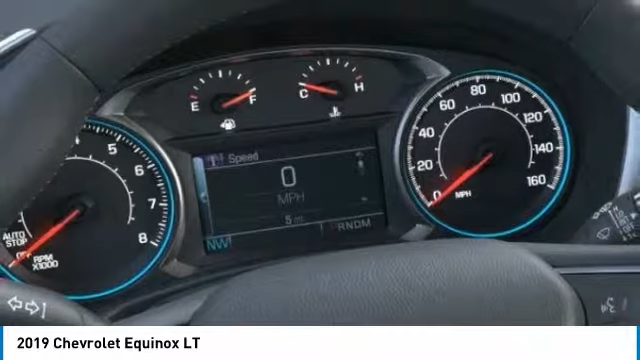 E F
C H
5
6
7
8
AUTO
STOP
OFF
RPM
X1000
Speed
0
MPH
5 mi
NW
RNDM
0
20
40
60
80
100
120
140
160
MPH
2019 Chevrolet Equinox LT